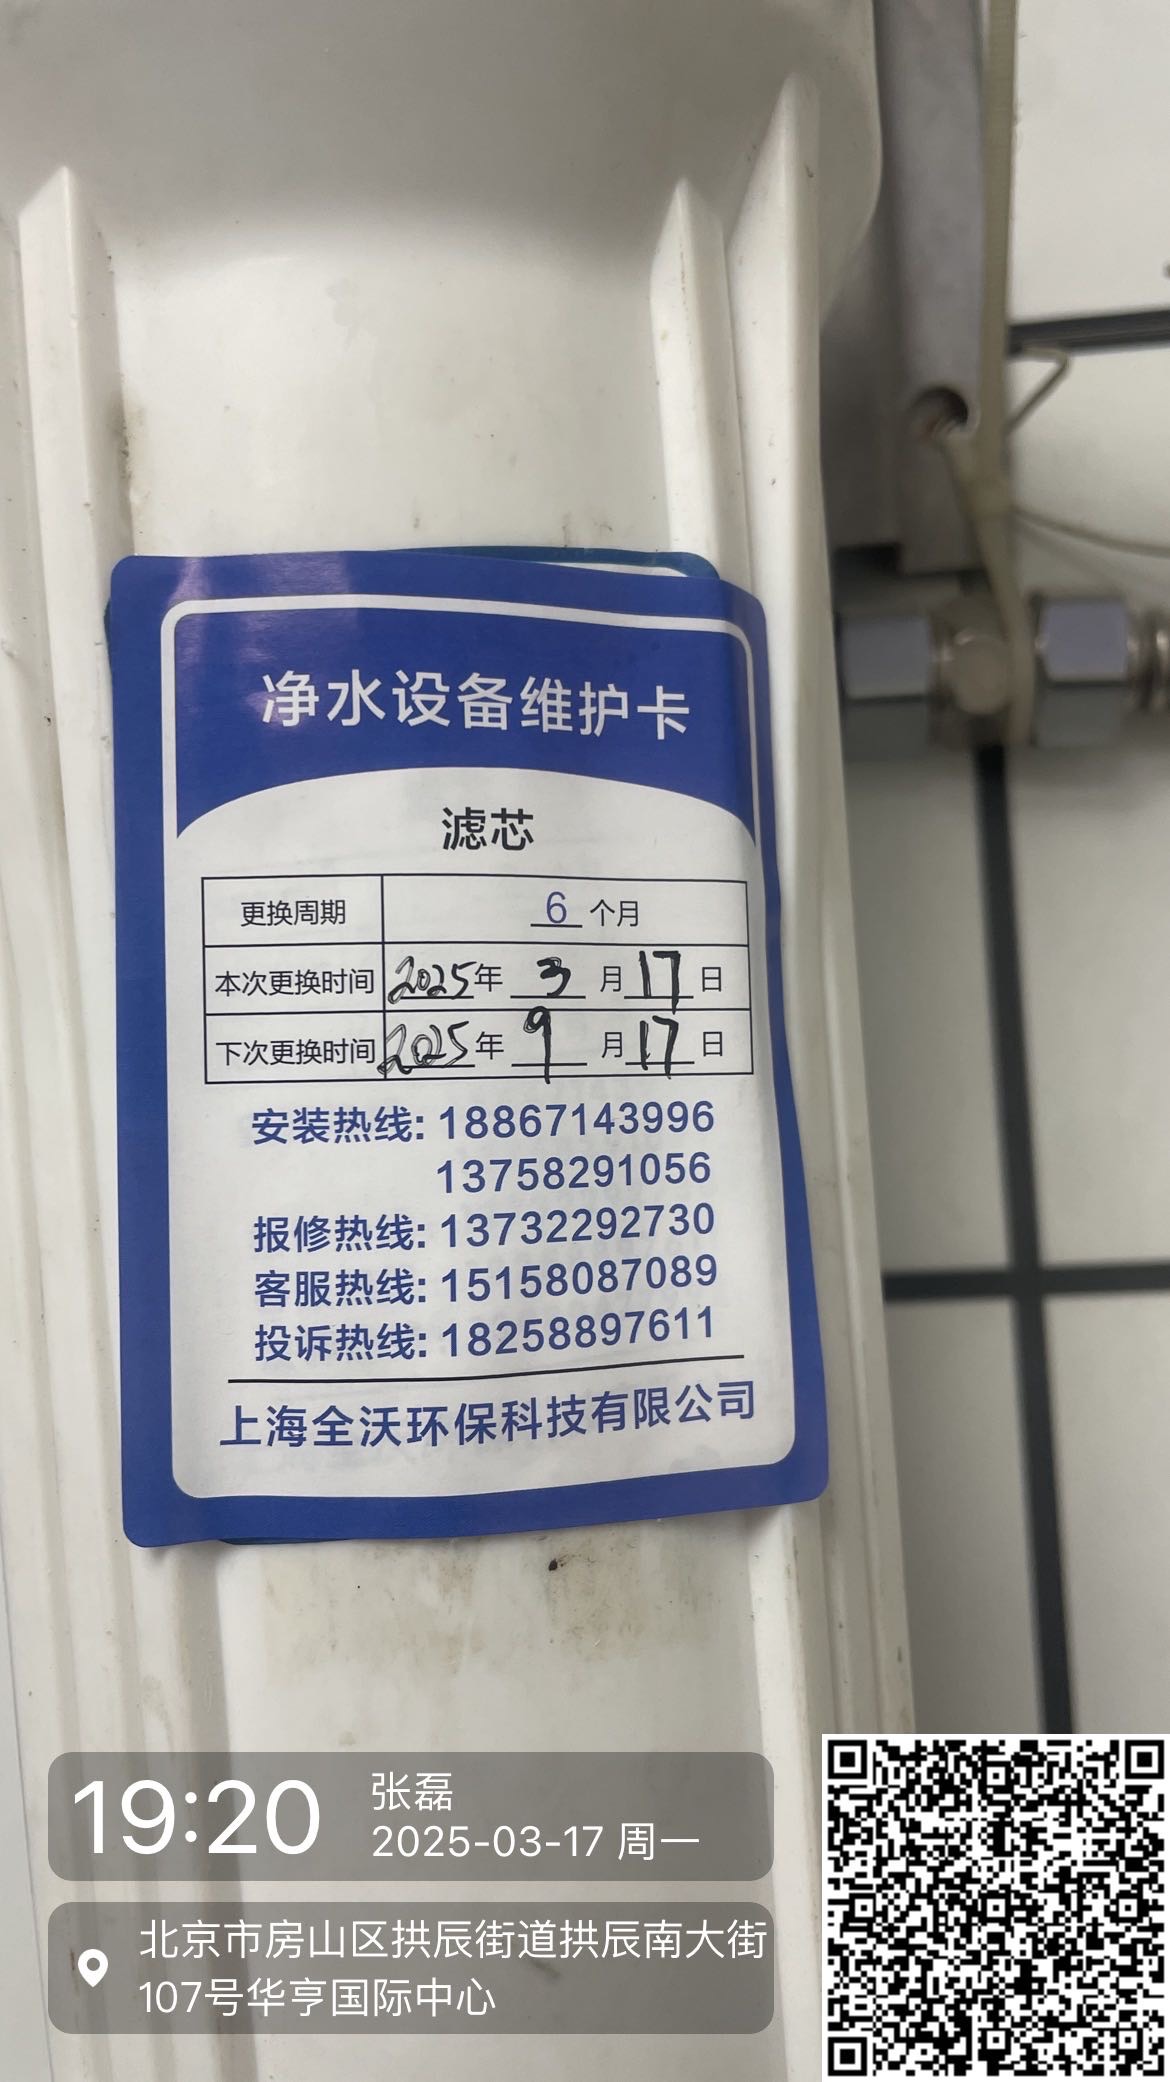 净水设备维护卡
滤芯
更换周期 6 个月
本次更换时间 2025年 3 月 17 日
下次更换时间 2025年 9 月 17 日
安装热线: 18867143996
13758291056
报修热线: 13732292730
客服热线: 15158087089
投诉热线: 18258897611
上海全沃环保科技有限公司
19:20
张磊
2025-03-17 周一
北京市房山区拱辰街道拱辰南大街
107号华亨国际中心